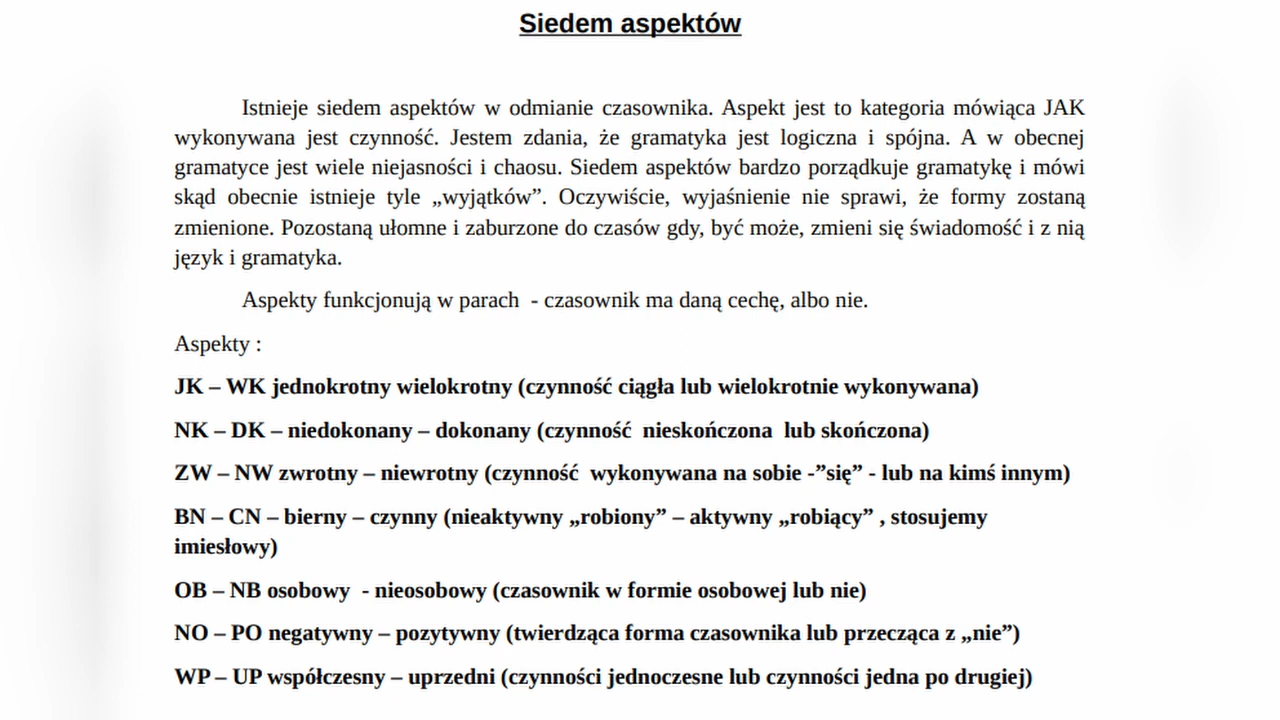 Siedem aspektów
Istnieje siedem aspektów w odmianie czasownika. Aspekt jest to kategoria mówiąca JAK
wykonywana jest czynność. Jestem zdania, że gramatyka jest logiczna i spójna. A w obecnej
gramatyce jest wiele niejasności i chaosu. Siedem aspektów bardzo porządkuje gramatykę i mówi
skąd obecnie istnieje tyle „wyjątków”. Oczywiście, wyjaśnienie nie sprawi, że formy zostaną
zmienione. Pozostaną ułomne i zaburzone do czasów gdy, być może, zmieni się świadomość i z nią
język i gramatyka.
Aspekty funkcjonują w parach  - czasownik ma daną cechę, albo nie.
Aspekty :
JK – WK jednokrotny wielokrotny (czynność ciągła lub wielokrotnie wykonywana)
NK – DK – niedokonany – dokonany (czynność  nieskończona  lub skończona)
ZW – NW zwrotny – niewrotny (czynność  wykonywana na sobie -”się” - lub na kimś innym)
BN – CN – bierny – czynny (nieaktywny „robiony” – aktywny „robiący” , stosujemy
imiesłowy)
OB – NB osobowy  - nieosobowy (czasownik w formie osobowej lub nie)
NO – PO negatywny – pozytywny (twierdząca forma czasownika lub przecząca z „nie”)
WP – UP współczesny – uprzedni (czynności jednoczesne lub czynności jedna po drugiej)